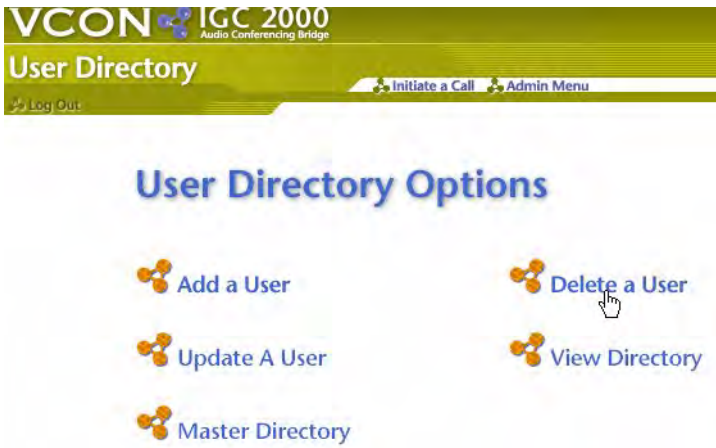 VCON IGC 2000
Audio Conferencing Bridge
User Directory
Initiate a Call Admin Menu
Log Out
User Directory Options
Add a User Delete a User
Update A User View Directory
Master Directory